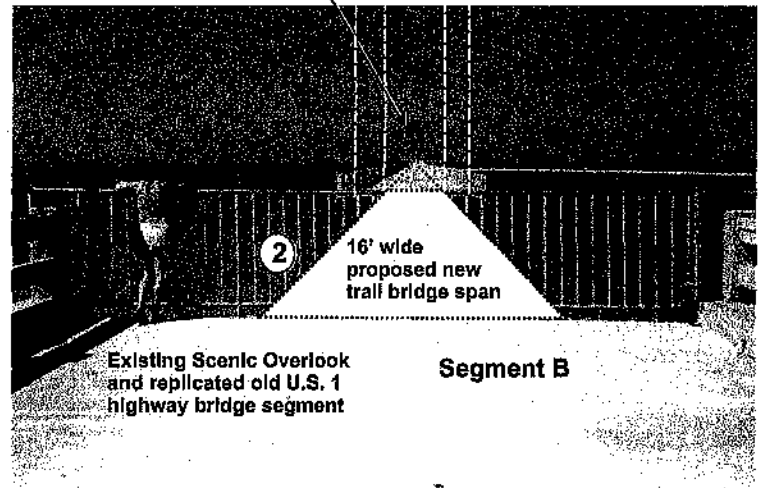 2
16' wide
proposed new
trail bridge span
Existing Scenic Overlook
and replicated old U.S. 1
highway bridge segment
Segment B